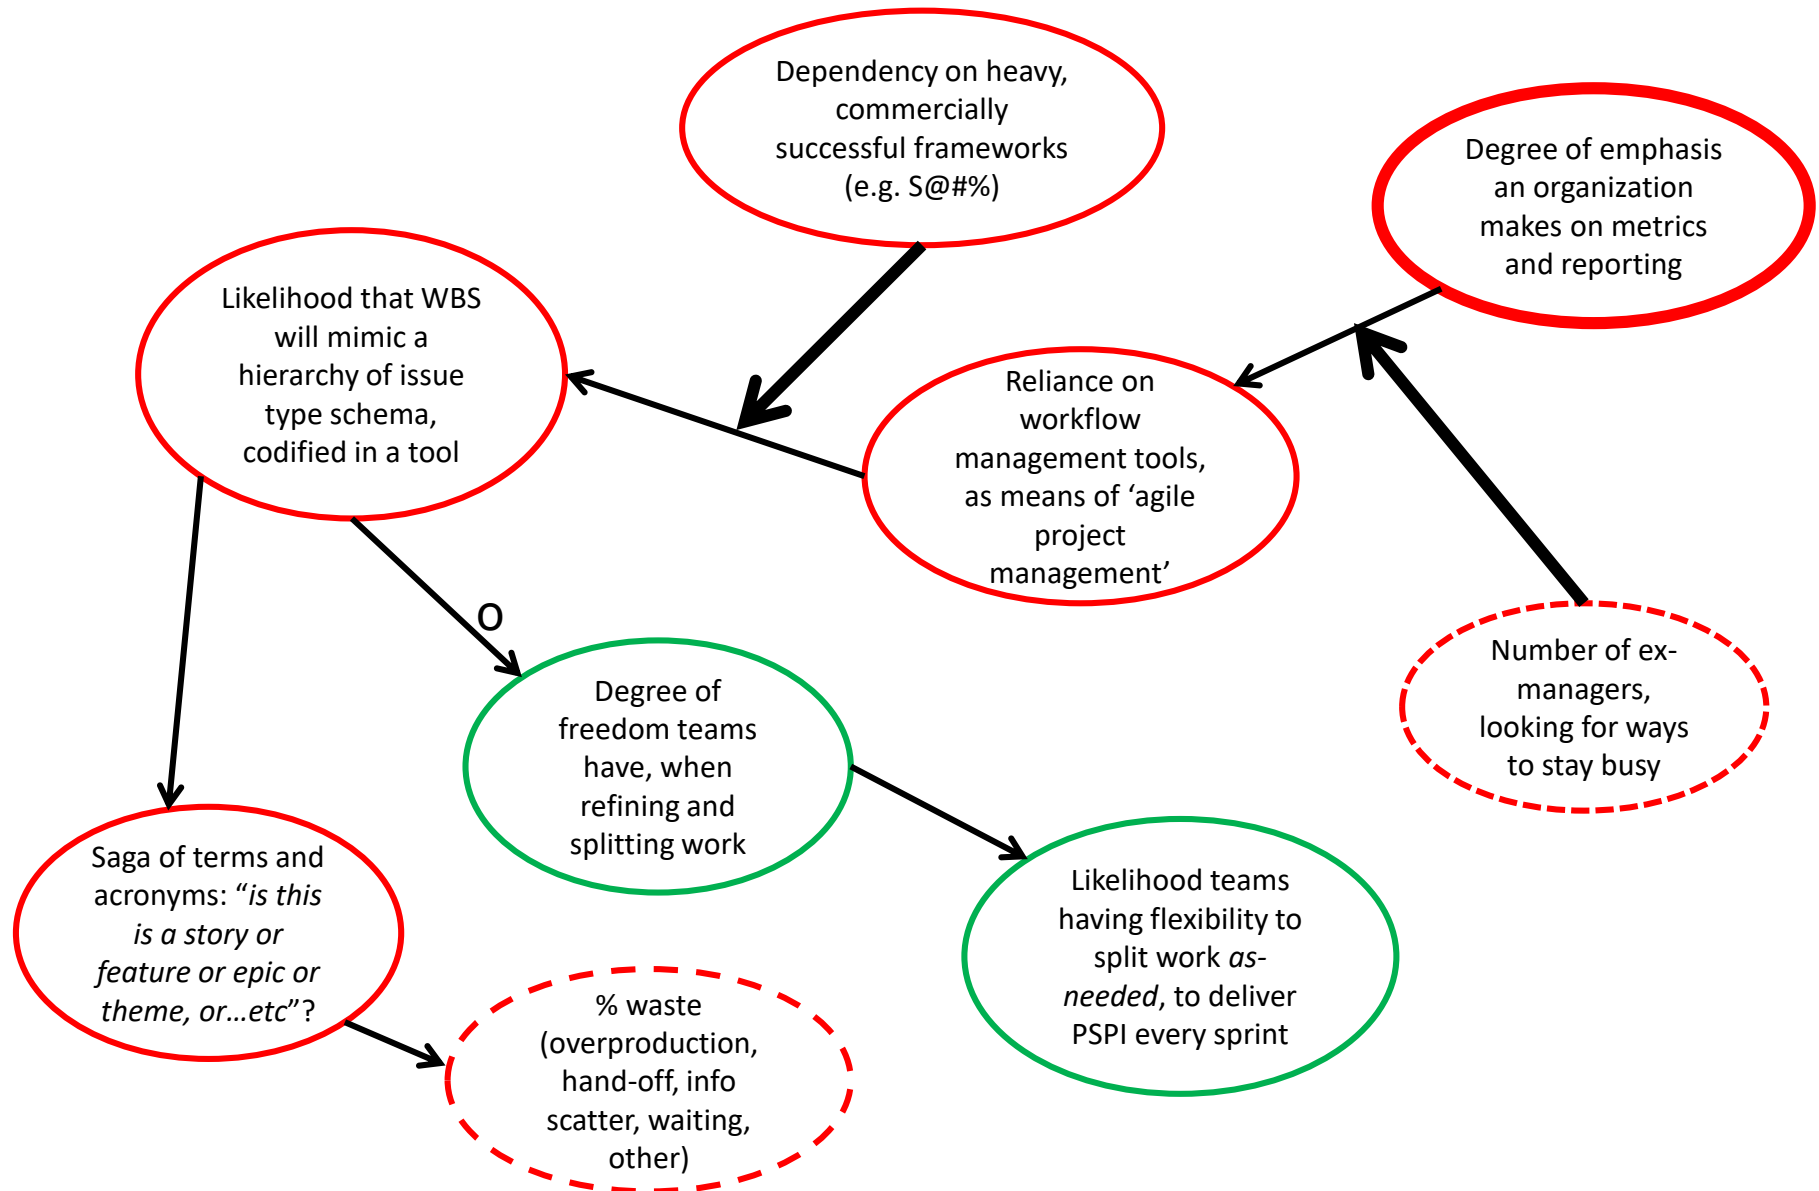 Dependency on heavy,
commercially
successful frameworks
(e.g. S@#%)
Degree of emphasis
an organization
makes on metrics
and reporting
Likelihood that WBS
will mimic a
hierarchy of issue
type schema,
codified in a tool
Reliance on
workflow
management tools,
as means of ‘agile
project
management’
O
Number of ex-
managers,
looking for ways
to stay busy
Degree of
freedom teams
have, when
refining and
splitting work
Saga of terms and
acronyms: “is this
is a story or
feature or epic or
theme, or…etc”?
Likelihood teams
having flexibility to
split work as-
needed, to deliver
PSPI every sprint
% waste
(overproduction,
hand-off, info
scatter, waiting,
other)